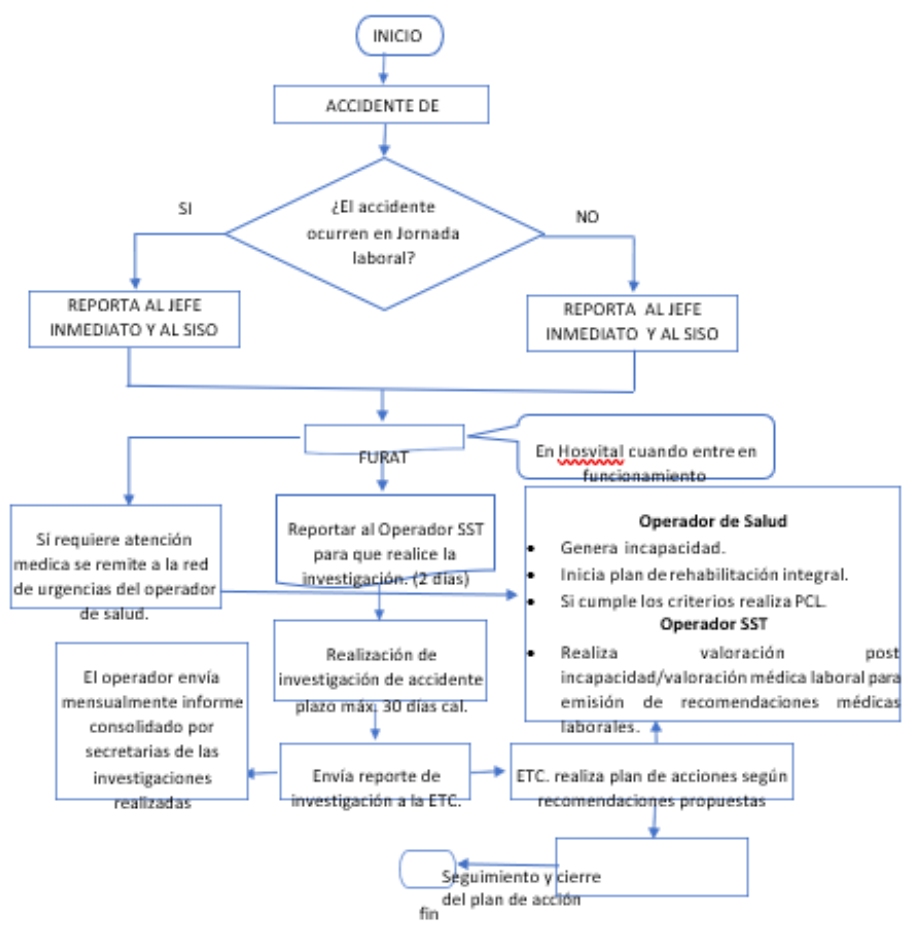 INICIO
ACCIDENTE DE
SI
¿El accidente
ocurren en Jornada
laboral?
NO
REPORTA AL JEFE
INMEDIATO Y AL SISO
REPORTA AL JEFE
INMEDIATO Y AL SISO
FURAT
En Hosvital cuando entre en
funcionamiento
Sí requiere atención
medica se remite a la red
de urgencias del operador
de salud.
Reportar al Operador SST
para que realice la
investigación. (2 días)
Operador de Salud
• Genera incapacidad.
• Inicia plan de rehabilitación integral.
• Si cumple los criterios realiza PCL.
Operador SST
• Realiza valoración post
incapacidad/valoración médica laboral para
emisión de recomendaciones médicas
laborales.
Realización de
investigación de accidente
plazo máx. 30 días cal.
El operador envía
mensualmente informe
consolidado por
secretarias de las
investigaciones
realizadas
Envía reporte de
investigación a la ETC.
ETC. realiza plan de acciones según
recomendaciones propuestas
Seguimiento y cierre
del plan de acción
fin